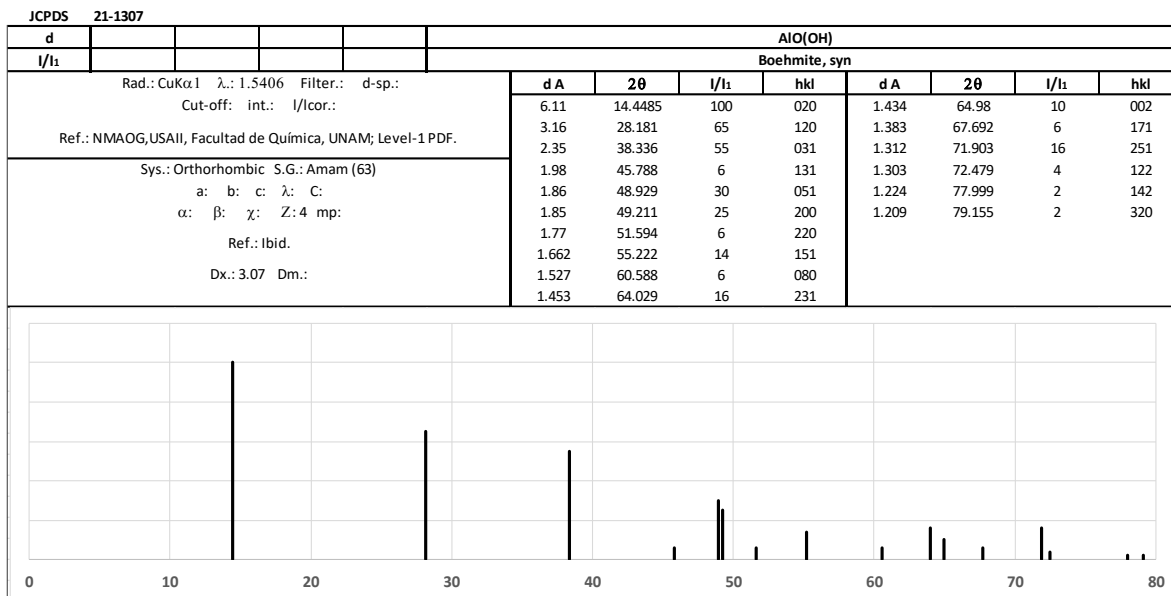 JCPDS 21-1307
d AlO(OH)
I/I1 Boehmite, syn
Rad.: CuKα1 λ.: 1.5406 Filter.: d-sp.:
Cut-off: int.: I/Icor.:
Ref.: NMAOG,USAII, Facultad de Química, UNAM; Level-1 PDF.
Sys.: Orthorhombic S.G.: Amam (63)
a: b: c: λ: C:
α: β: χ: Z: 4 mp:
Ref.: Ibid.
Dx.: 3.07 Dm.:
d A 2θ I/I1 hkl d A 2θ I/I1 hkl
6.11 14.4485 100 020 1.434 64.98 10 002
3.16 28.181 65 120 1.383 67.692 6 171
2.35 38.336 55 031 1.312 71.903 16 251
1.98 45.788 6 131 1.303 72.479 4 122
1.86 48.929 30 051 1.224 77.999 2 142
1.85 49.211 25 200 1.209 79.155 2 320
1.77 51.594 6 220
1.662 55.222 14 151
1.527 60.588 6 080
1.453 64.029 16 231
0 10 20 30 40 50 60 70 80